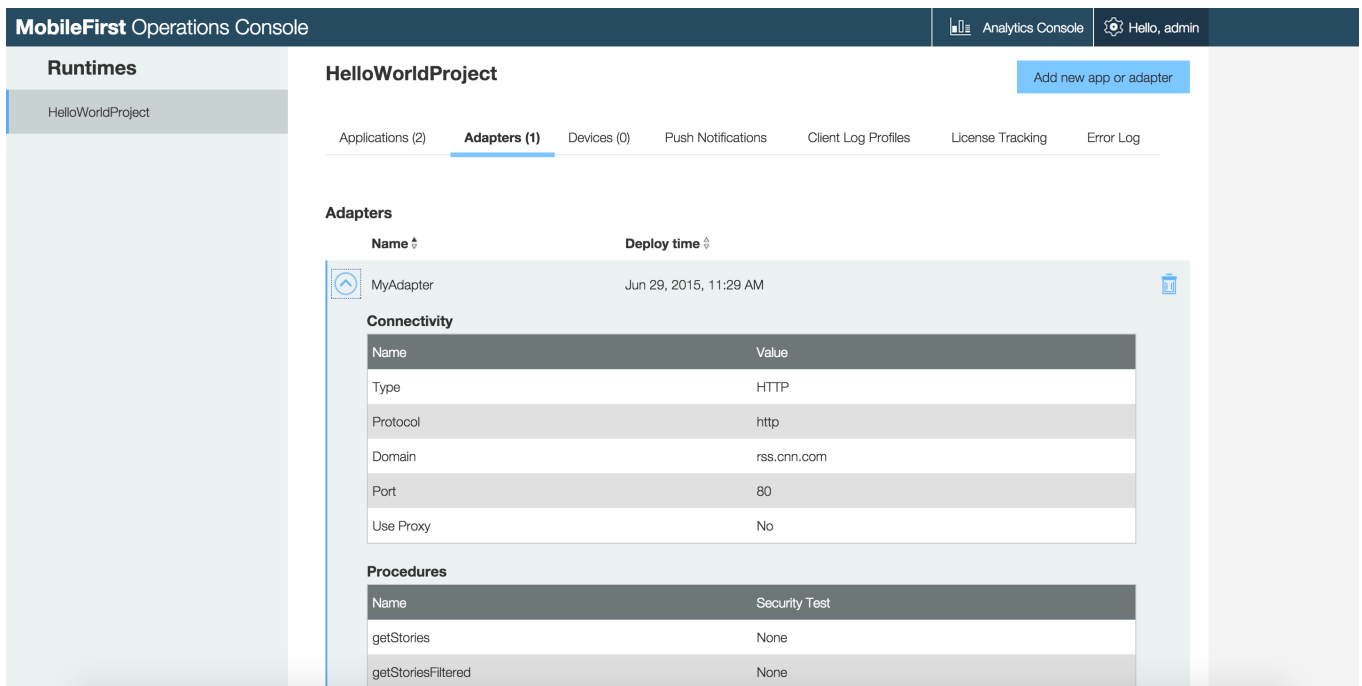 MobileFirst Operations Console Analytics Console Hello, admin
Runtimes
HelloWorldProject
HelloWorldProject
Add new app or adapter
Applications (2) Adapters (1) Devices (0) Push Notifications Client Log Profiles License Tracking Error Log
Adapters
Name Deploy time
MyAdapter Jun 29, 2015, 11:29 AM
Connectivity
Name Value
Type HTTP
Protocol http
Domain rss.cnn.com
Port 80
Use Proxy No
Procedures
Name Security Test
getStories None
getStoriesFiltered None